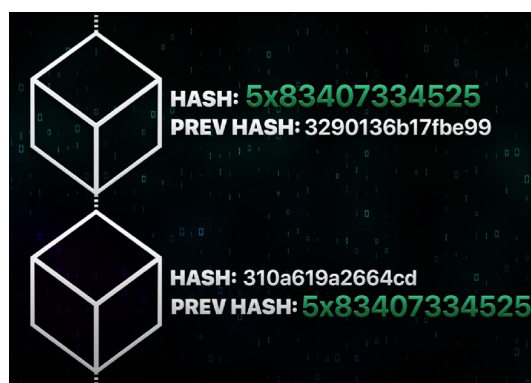 HASH: 5x83407334525
PREV HASH: 3290136b17fbe99
HASH: 310a619a2664cd
PREV HASH: 5x83407334525